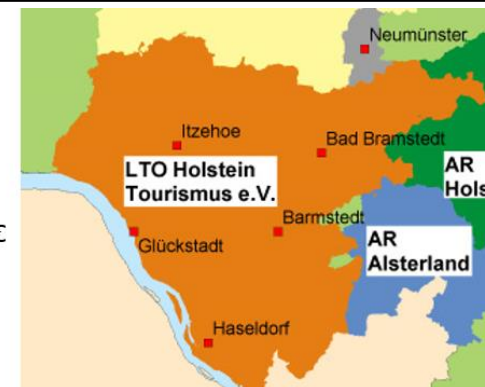 Neumünster
Itzehoe
Bad Bramstedt
LTO Holstein
Tourismus e.V.
AR
Hols
Barmstedt
€
Glückstadt
AR
Alsterland
Haseldorf